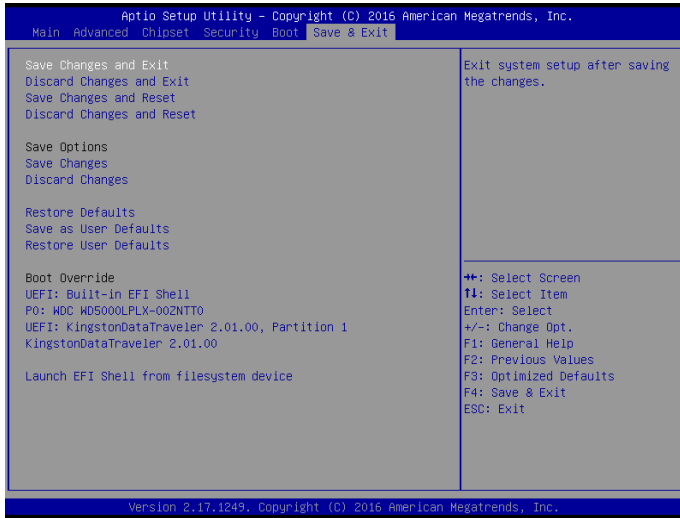 Aptio Setup Utility – Copyright (C) 2016 American Megatrends, Inc.
Main Advanced Chipset Security Boot Save & Exit
Save Changes and Exit
Discard Changes and Exit
Save Changes and Reset
Discard Changes and Reset
Save Options
Save Changes
Discard Changes
Restore Defaults
Save as User Defaults
Restore User Defaults
Boot Override
UEFI: Built-in EFI Shell
P0: WDC WD5000LPLX-00ZNTT0
UEFI: KingstonDataTraveler 2.01.00, Partition 1
KingstonDataTraveler 2.01.00
Launch EFI Shell from filesystem device
Exit system setup after saving
the changes.
→←: Select Screen
↑↓: Select Item
Enter: Select
+/-: Change Opt.
F1: General Help
F2: Previous Values
F3: Optimized Defaults
F4: Save & Exit
ESC: Exit
Version 2.17.1249. Copyright (C) 2016 American Megatrends, Inc.